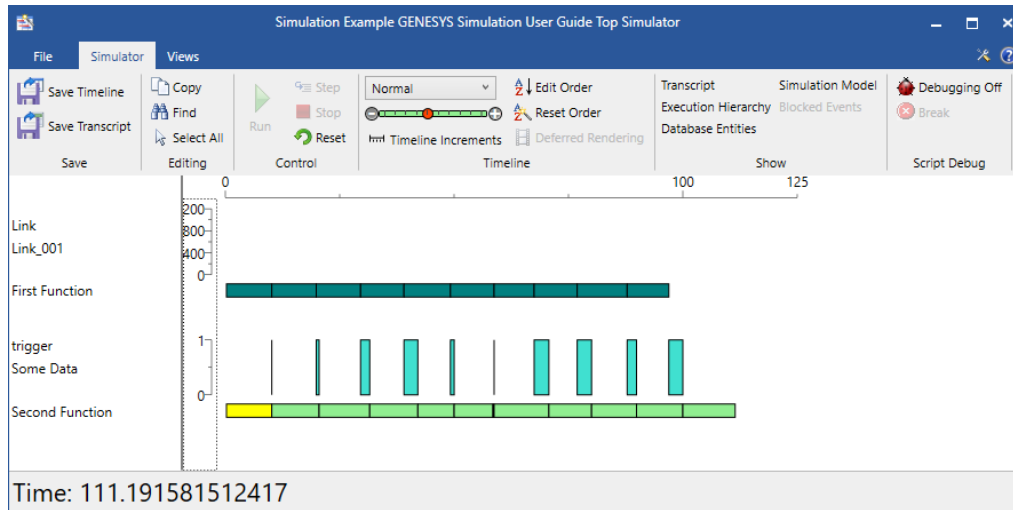 Simulation Example GENESYS Simulation User Guide Top Simulator
File Simulator Views
Save Timeline
Save Transcript
Save
Copy
Find
Select All
Editing
Run
Step
Stop
Reset
Control
Normal
Timeline Increments
Edit Order
Reset Order
Deferred Rendering
Timeline
Transcript Simulation Model
Execution Hierarchy Blocked Events
Database Entities
Show
Debugging Off
Break
Script Debug
0 100 125
200
Link
800
Link_001
400
0
First Function
trigger
1
Some Data
0
Second Function
Time: 111.191581512417